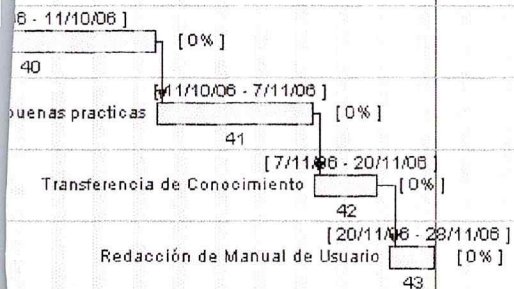 6 - 11/10/06 ]
[ 0% ]
40
[ 11/10/06 - 7/11/06 ]
buenas practicas [ 0% ]
41
[ 7/11/06 - 20/11/06 ]
Transferencia de Conocimiento [ 0% ]
42
[ 20/11/06 - 28/11/06 ]
Redacción de Manual de Usuario [ 0% ]
43